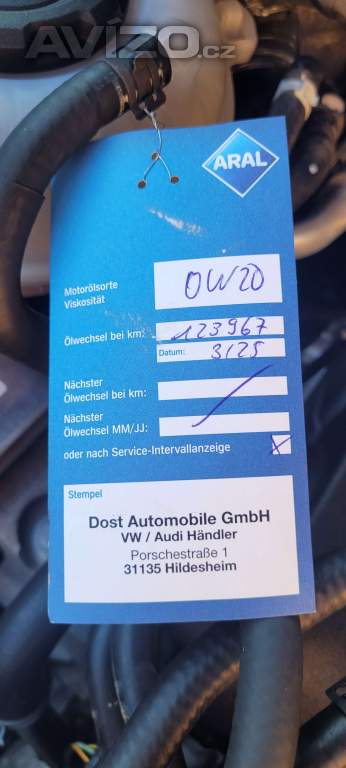 AVÍZO.cz
ARAL
Motorölsorte
Viskosität
0W20
Ölwechsel bei km: 123967
Datum: 3/25
Nächster
Ölwechsel bei km:
Nächster
Ölwechsel MM/JJ:
oder nach Service-Intervallanzeige x
Stempel
Dost Automobile GmbH
VW / Audi Händler
Porschestraße 1
31135 Hildesheim